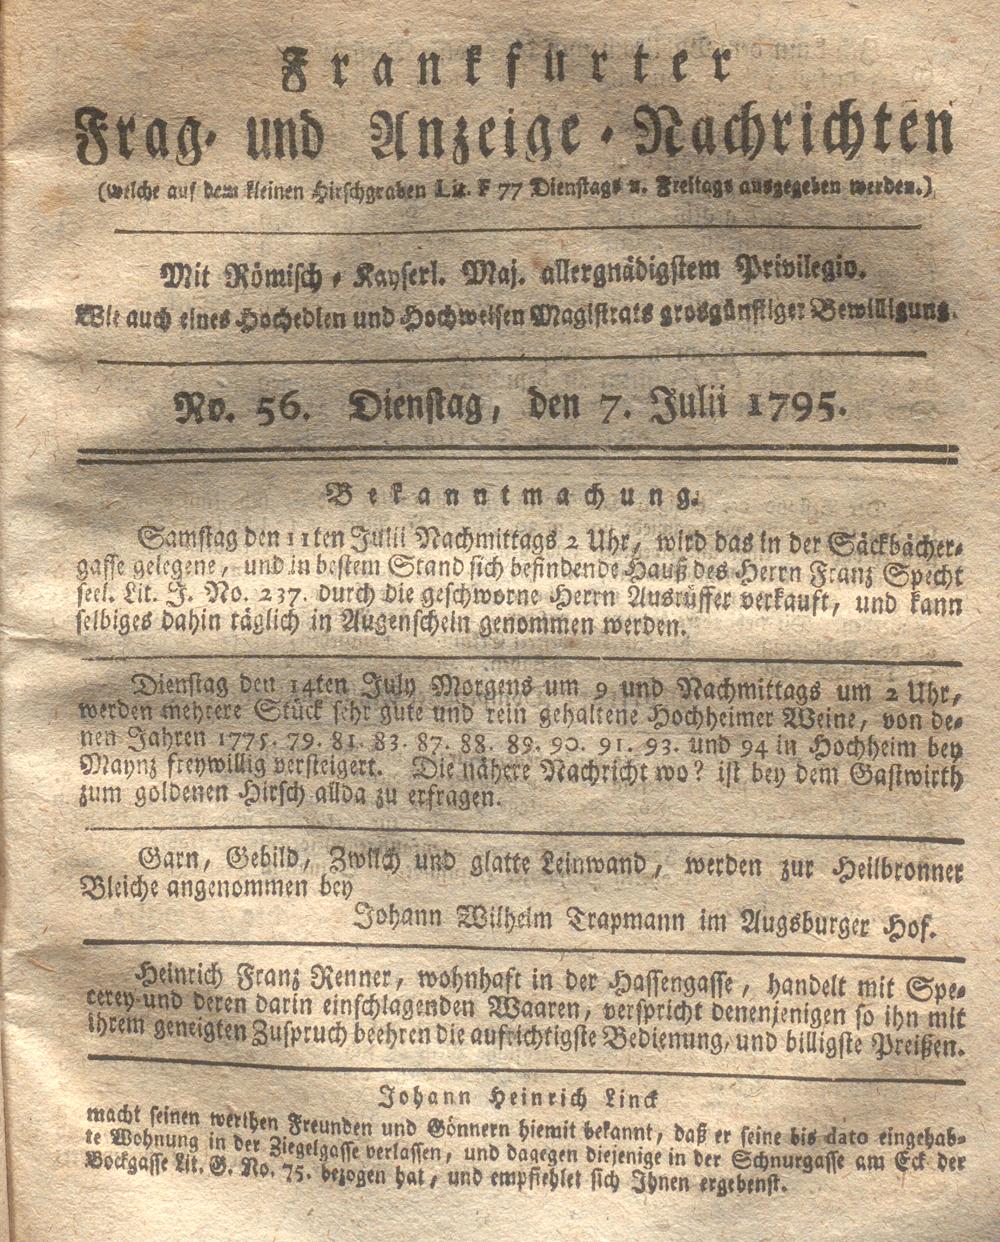 Frankfurter
Frag- und Anzeige-Nachrichten
(welche auf dem kleinen Hirschgraben Lit. F 77 Dienstags u. Freitags ausgegeben werden.)
Mit Römisch-Kayserl. Maj. allergnädigstem Privilegio.
Wie auch eines Hochedlen und Hochweisen Magistrats grosgünstiger Bewilligung.
No. 56. Dienstag, den 7. Julii 1795.
Bekanntmachung.
Samstag den 11ten Julii Nachmittags 2 Uhr, wird das in der Säckbächer-
gasse gelegene, und in bestem Stand sich befindende Hauß des Herrn Franz Specht
seel. Lit. J. No. 237. durch die geschworne Herrn Ausrüffer verkauft, und kann
selbiges dahin täglich in Augenschein genommen werden.
Dienstag den 14ten July Morgens um 9 und Nachmittags um 2 Uhr,
werden mehrere Stück sehr gute und rein gehaltene Hochheimer Weine, von de-
nen Jahren 1775. 79. 81. 83. 87. 88. 89. 90. 91. 93. und 94 in Hochheim bey
Maynz freywillig versteigert. Die nähere Nachricht wo? ist bey dem Gastwirth
zum goldenen Hirsch allda zu erfragen.
Garn, Gebild, Zwilch und glatte Leinwand, werden zur Heilbronner
Bleiche angenommen bey
Johann Wilhelm Trapmann im Augsburger Hof.
Heinrich Franz Renner, wohnhaft in der Hassengasse, handelt mit Spe-
cerey-und deren darin einschlagenden Waaren, verspricht denenjenigen so ihn mit
ihrem geneigten Zuspruch beehren die aufrichtigste Bedienung, und billigste Preißen.
Johann Heinrich Linck
macht seinen werthen Freunden und Gönnern hiemit bekannt, daß er seine bis dato eingehab-
te Wohnung in der Ziegelgasse verlassen, und dagegen diejenige in der Schnurgasse am Eck der
Bockgasse Lit. G. No. 75. bezogen hat, und empfiehlet sich Ihnen ergebenst.